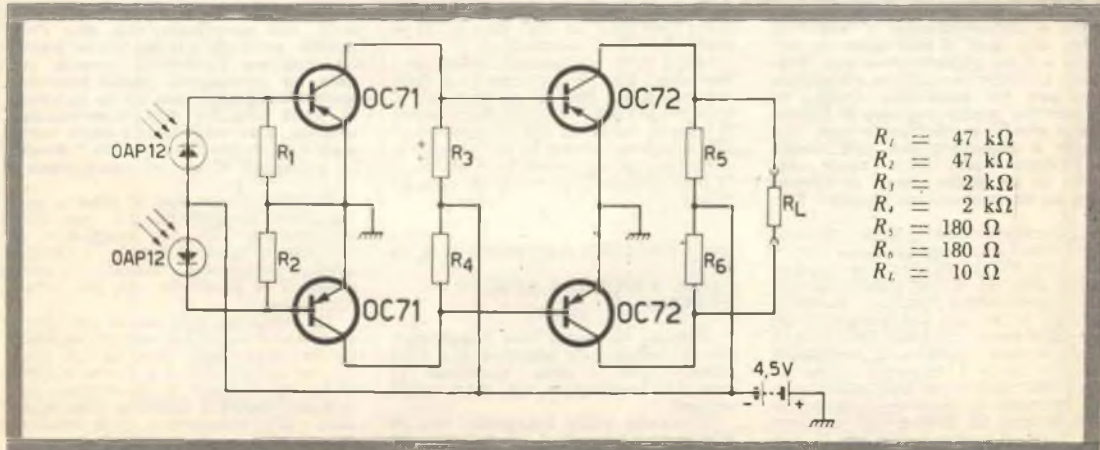 OC71
OC72
OAP12
R1
R3
R5
R1 = 47 kΩ
R2 = 47 kΩ
R3 = 2 kΩ
R4 = 2 kΩ
R5 = 180 Ω
R6 = 180 Ω
RL = 10 Ω
RL
OAP12
R2
R4
R6
OC71
OC72
4,5V
- +